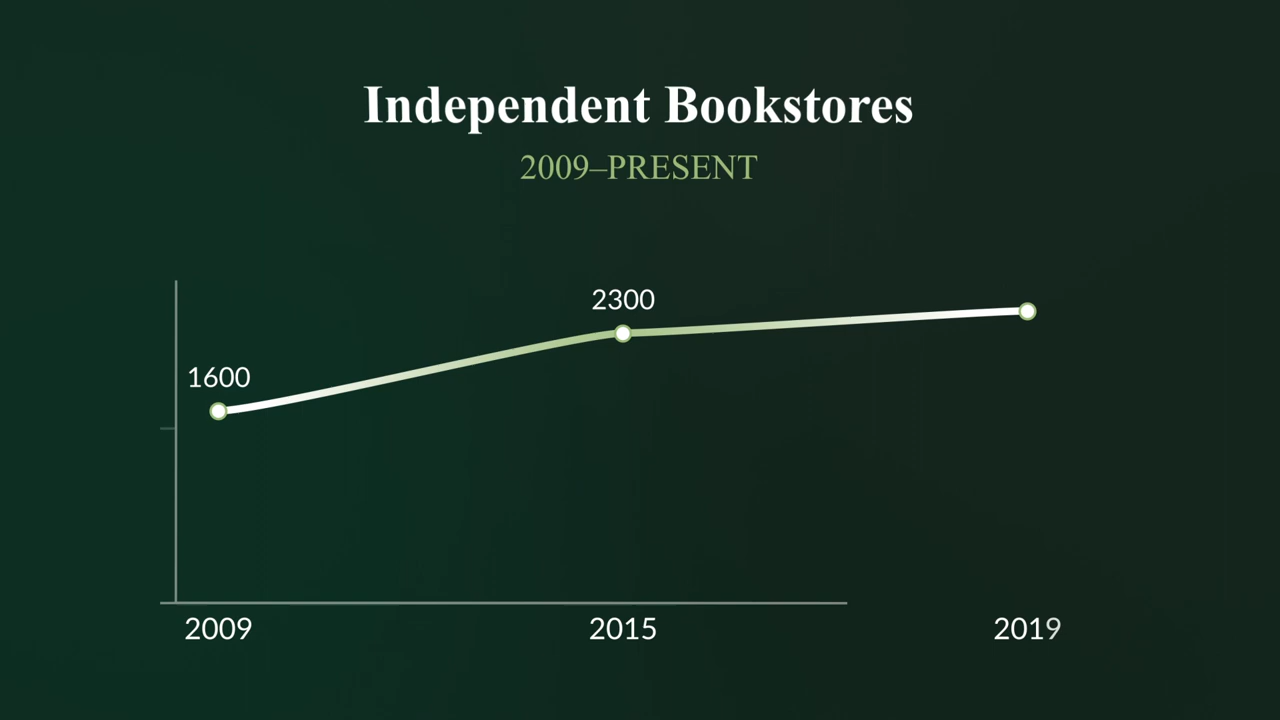 Independent Bookstores
2009–PRESENT
2300
1600
2009 2015 2019